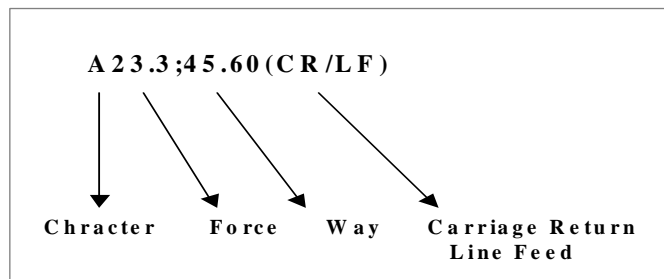 A23.3;45.60(CR/LF)
Chracter Force Way Carriage Return
Line Feed